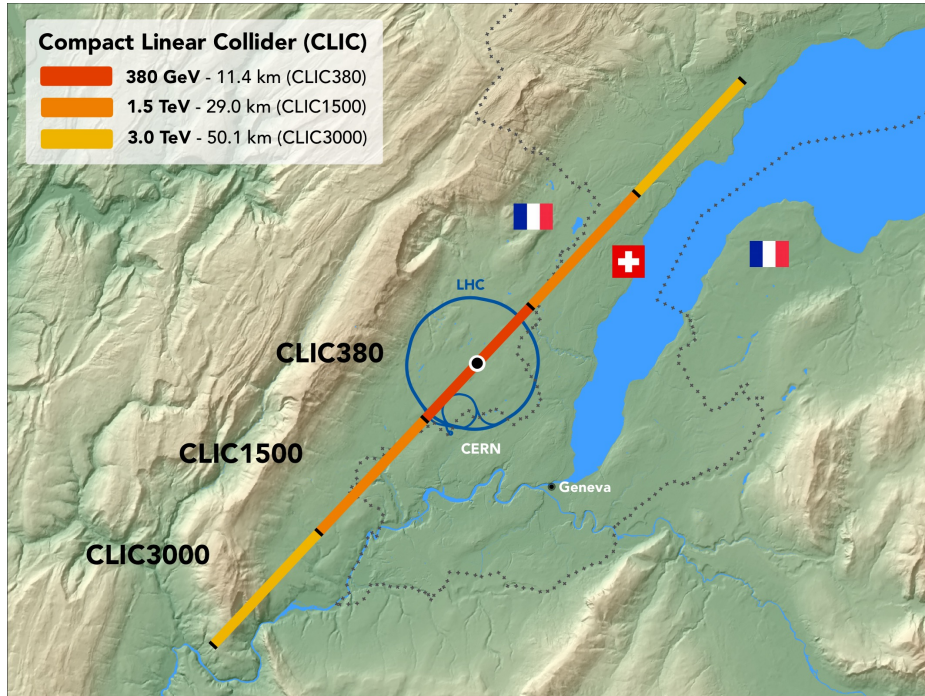 Compact Linear Collider (CLIC)
380 GeV - 11.4 km (CLIC380)
1.5 TeV - 29.0 km (CLIC1500)
3.0 TeV - 50.1 km (CLIC3000)
LHC
CLIC380
CLIC1500
CERN
Geneva
CLIC3000